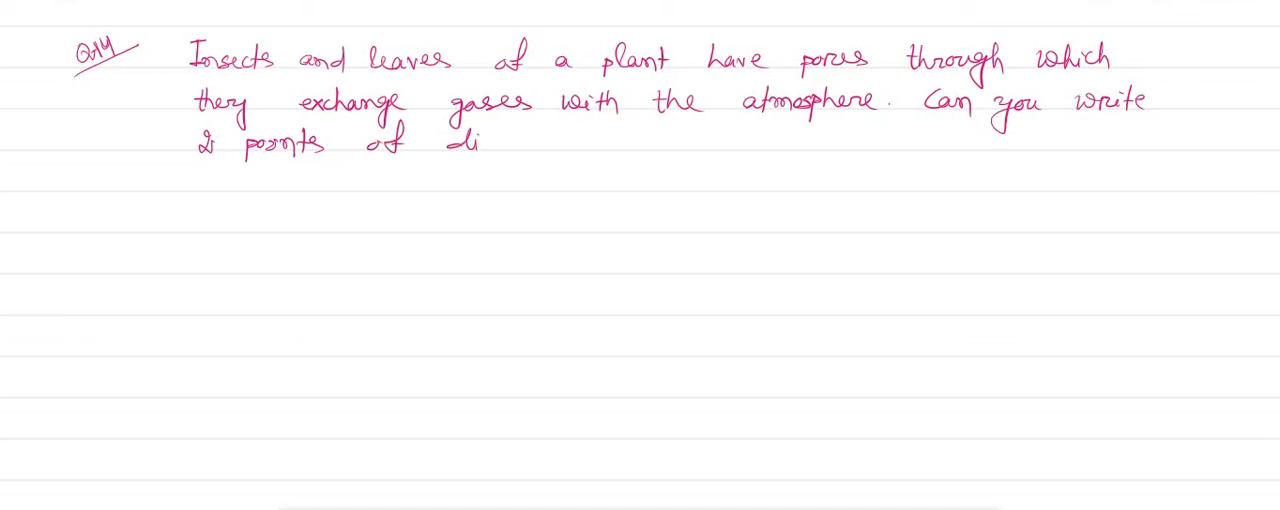 Q.14 Insects and leaves of a plant have pores through which
they exchange gases with the atmosphere. Can you write
2 points of di